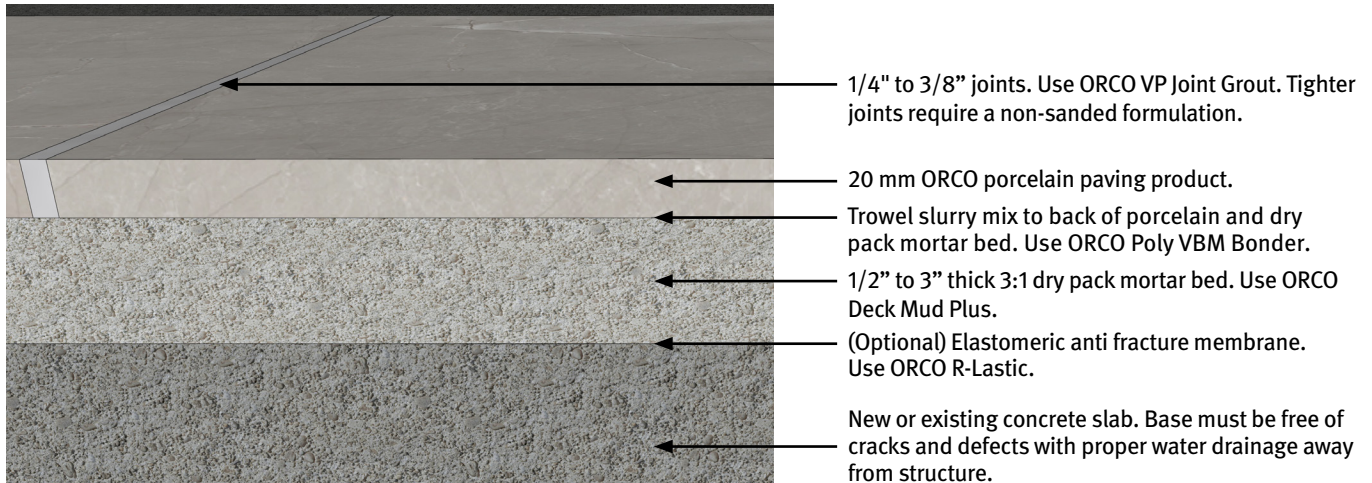 1/4" to 3/8” joints. Use ORCO VP Joint Grout. Tighter
joints require a non-sanded formulation.
20 mm ORCO porcelain paving product.
Trowel slurry mix to back of porcelain and dry
pack mortar bed. Use ORCO Poly VBM Bonder.
1/2” to 3” thick 3:1 dry pack mortar bed. Use ORCO
Deck Mud Plus.
(Optional) Elastomeric anti fracture membrane.
Use ORCO R-Lastic.
New or existing concrete slab. Base must be free of
cracks and defects with proper water drainage away
from structure.